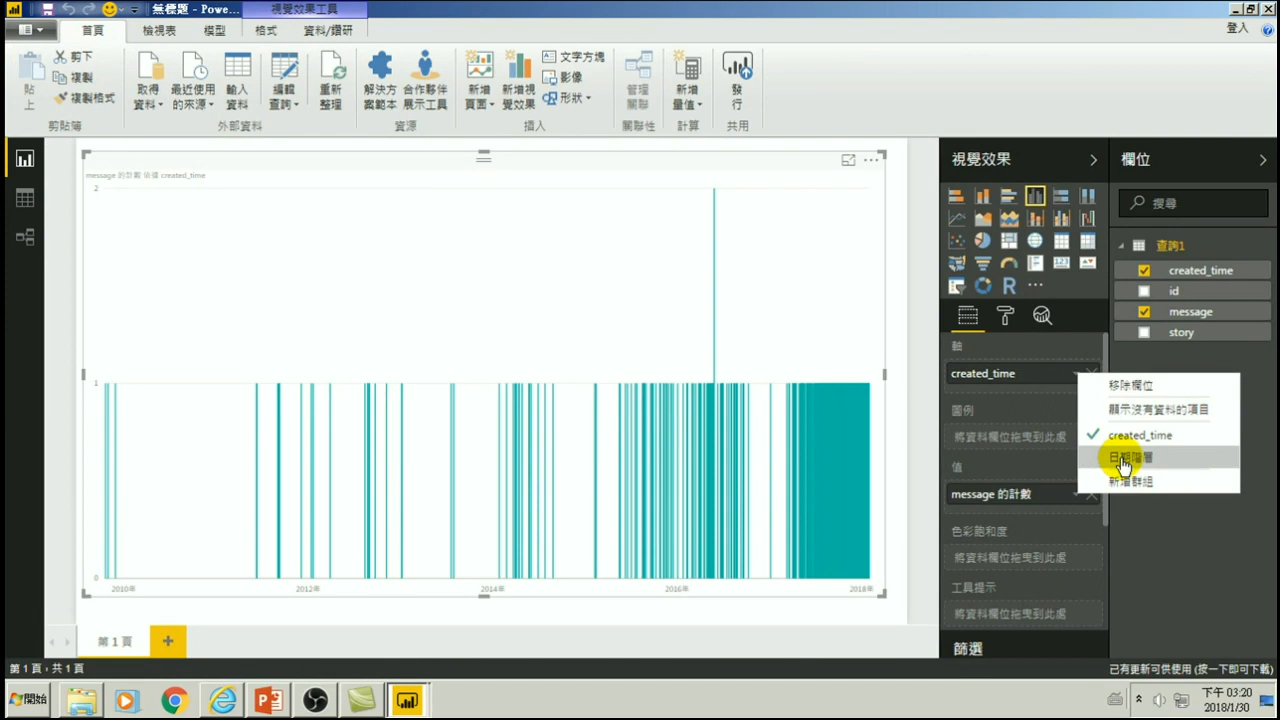 無標題 - Powe...
視覺效果工具
登入
首頁
檢視表
模型
格式
資料/鑽研
貼上
剪下
複製
複製格式
剪貼簿
取得資料
最近使用的來源
輸入資料
編輯查詢
重新整理
外部資料
解決方案範本
合作夥伴展示工具
資源
新增頁面
新增視覺效果
文字方塊
影像
形狀
插入
管理關聯
關聯性
新增量值
計算
發行
共用
message 的計數 依據 created_time
2
1
0
2010年
2012年
2014年
2016年
2018年
視覺效果
軸
created_time
圖例
將資料欄位拖曳到此處
值
message 的計數
色彩飽和度
將資料欄位拖曳到此處
工具提示
將資料欄位拖曳到此處
篩選
欄位
搜尋
查詢1
created_time
id
message
story
移除欄位
顯示沒有資料的項目
created_time
日期階層
新增群組
第 1 頁
第 1 頁，共 1 頁
已有更新可供使用 (按一下即可下載)
開始
下午 03:20
2018/1/30